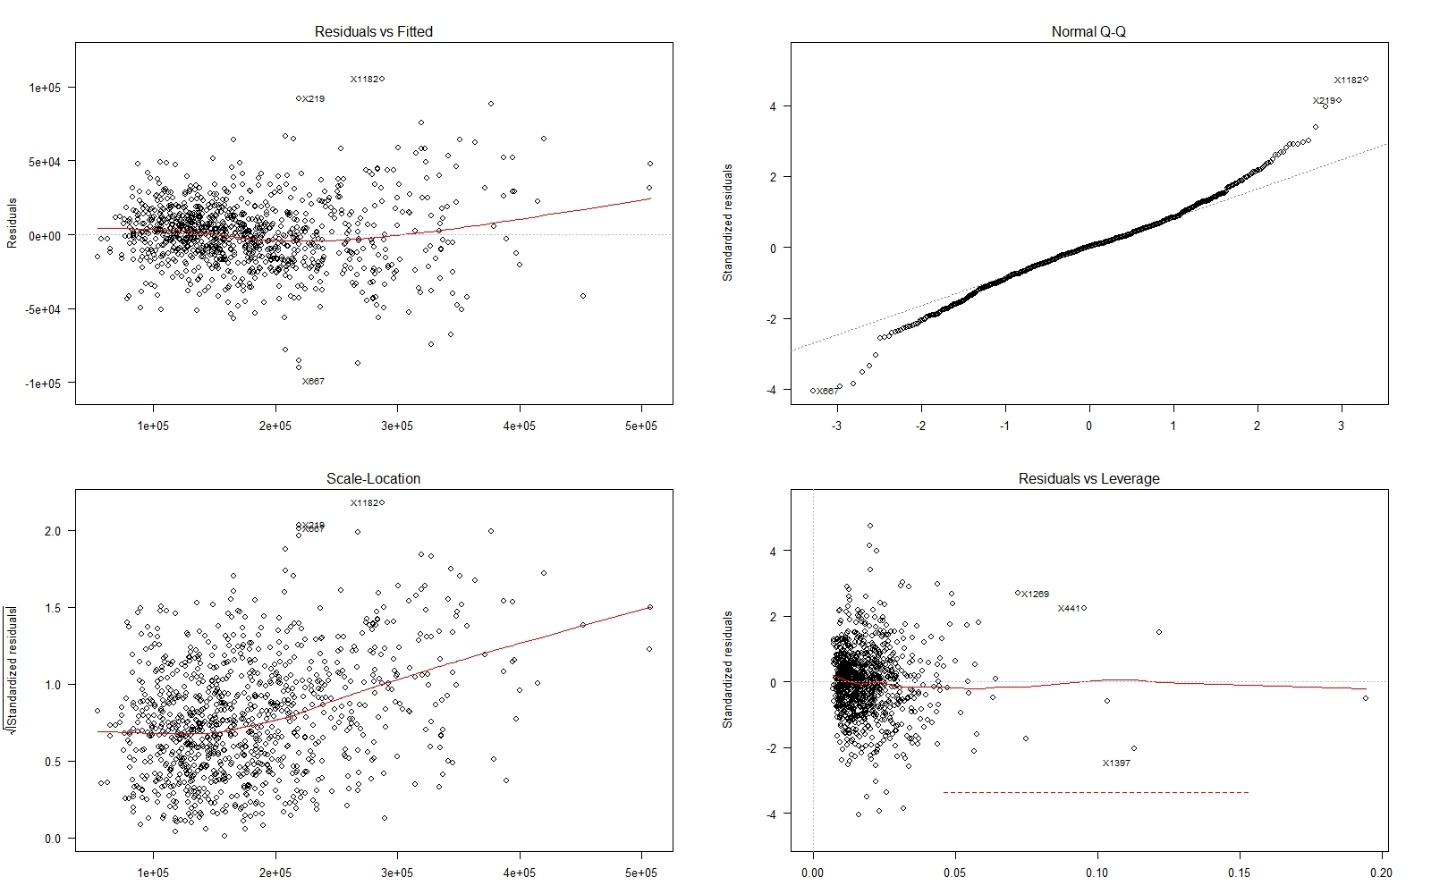 Residuals vs Fitted
Residuals
1e+05
5e+04
0e+00
-5e+04
-1e+05
X1182
X219
X667
1e+05 2e+05 3e+05 4e+05 5e+05
Normal Q-Q
Standardized residuals
4
2
0
-2
-4
X1182
X219
X667
-3 -2 -1 0 1 2 3
Scale-Location
√|Standardized residuals|
2.0
1.5
1.0
0.5
0.0
X1182
X219
X667
1e+05 2e+05 3e+05 4e+05 5e+05
Residuals vs Leverage
Standardized residuals
4
2
0
-2
-4
X1269
X441
X1397
0.00 0.05 0.10 0.15 0.20